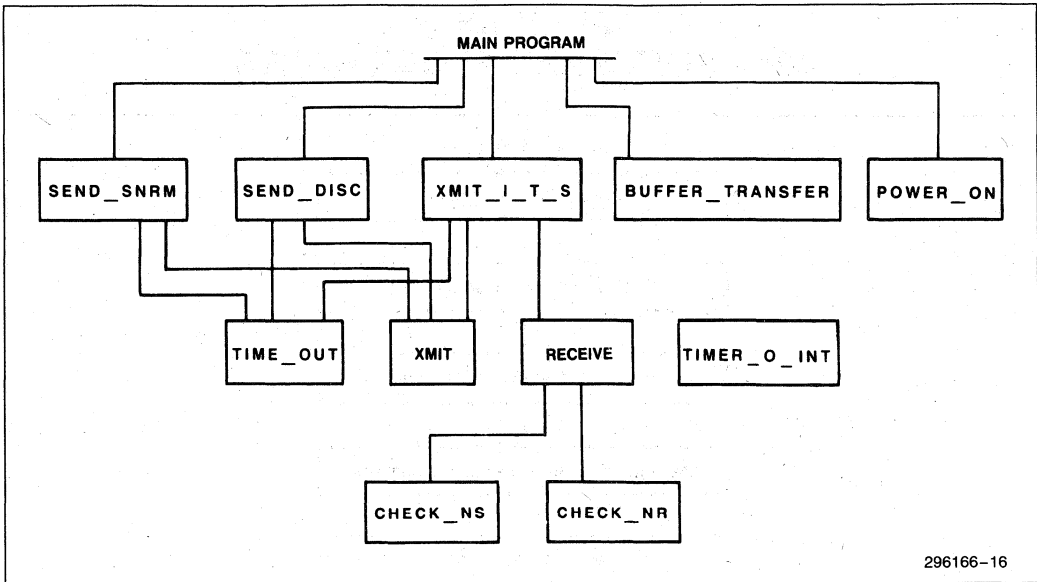 MAIN PROGRAM
SEND_SNRM
SEND_DISC
XMIT_I_T_S
BUFFER_TRANSFER
POWER_ON
TIME_OUT
XMIT
RECEIVE
TIMER_O_INT
CHECK_NS
CHECK_NR
296166-16